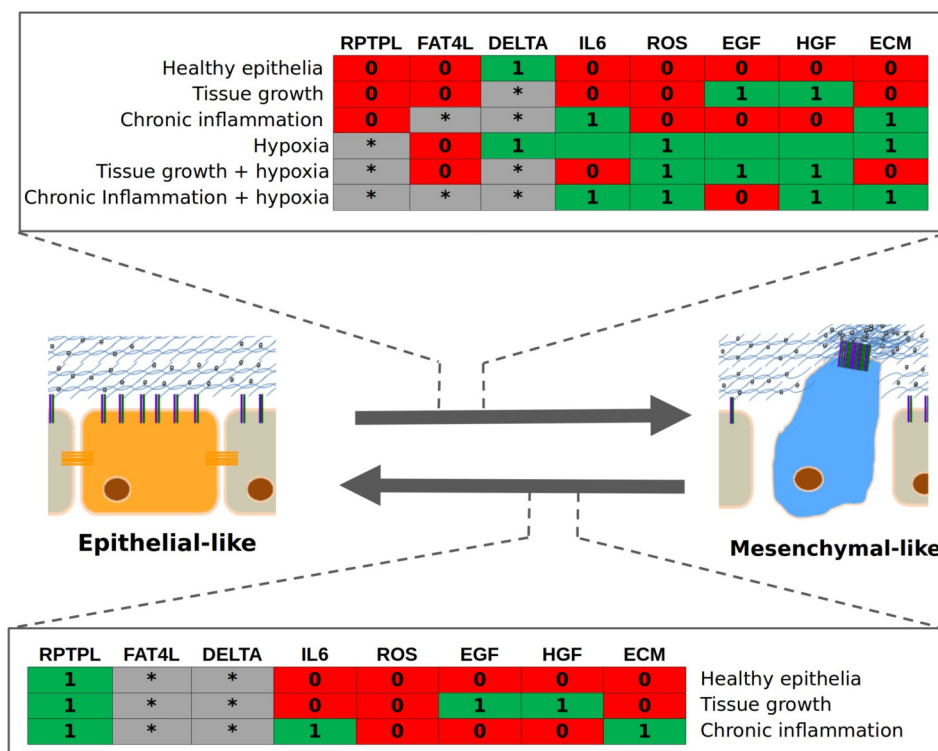 RPTPL FAT4L DELTA IL6 ROS EGF HGF ECM
Healthy epithelia 0 0 1 0 0 0 0 0
Tissue growth 0 0 * 0 0 1 1 0
Chronic inflammation 0 * * 1 0 0 0 1
Hypoxia * 0 1 1 1
Tissue growth + hypoxia * 0 * 0 1 1 1 0
Chronic Inflammation + hypoxia * * * 1 1 0 1 1
Epithelial-like
Mesenchymal-like
RPTPL FAT4L DELTA IL6 ROS EGF HGF ECM
1 * * 0 0 0 0 0 Healthy epithelia
1 * * 0 0 1 1 0 Tissue growth
1 * * 1 0 0 0 1 Chronic inflammation